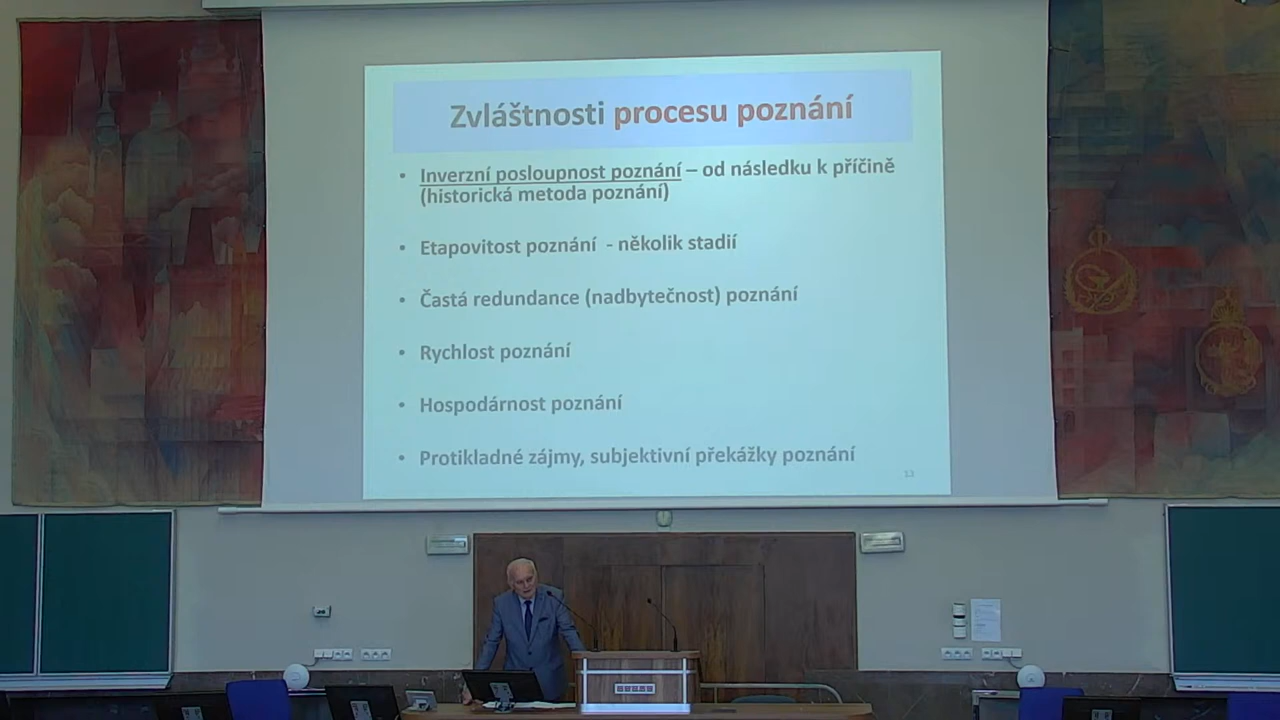 Zvláštnosti procesu poznání
• Inverzní posloupnost poznání – od následku k příčině
(historická metoda poznání)
• Etapovitost poznání - několik stadií
• Častá redundance (nadbytečnost) poznání
• Rychlost poznání
• Hospodárnost poznání
• Protikladné zájmy, subjektivní překážky poznání
13